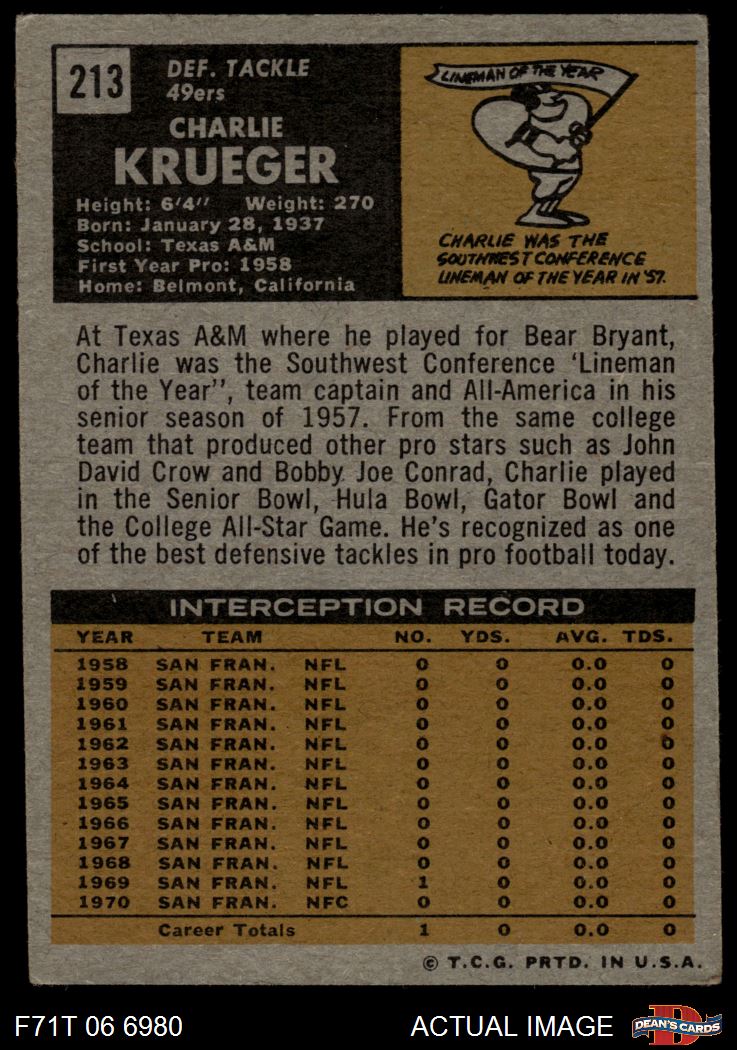 213
DEF. TACKLE
49ers
CHARLIE
KRUEGER
Height: 6'4" Weight: 270
Born: January 28, 1937
School: Texas A&M
First Year Pro: 1958
Home: Belmont, California
LINEMAN OF THE YEAR
CHARLIE WAS THE
SOUTHWEST CONFERENCE
LINEMAN OF THE YEAR IN '57.
At Texas A&M where he played for Bear Bryant,
Charlie was the Southwest Conference 'Lineman
of the Year'', team captain and All-America in his
senior season of 1957. From the same college
team that produced other pro stars such as John
David Crow and Bobby Joe Conrad, Charlie played
in the Senior Bowl, Hula Bowl, Gator Bowl and
the College All-Star Game. He's recognized as one
of the best defensive tackles in pro football today.
INTERCEPTION RECORD
YEAR TEAM NO. YDS. AVG. TDS.
1958 SAN FRAN. NFL 0 0 0.0 0
1959 SAN FRAN. NFL 0 0 0.0 0
1960 SAN FRAN. NFL 0 0 0.0 0
1961 SAN FRAN. NFL 0 0 0.0 0
1962 SAN FRAN. NFL 0 0 0.0 0
1963 SAN FRAN. NFL 0 0 0.0 0
1964 SAN FRAN. NFL 0 0 0.0 0
1965 SAN FRAN. NFL 0 0 0.0 0
1966 SAN FRAN. NFL 0 0 0.0 0
1967 SAN FRAN. NFL 0 0 0.0 0
1968 SAN FRAN. NFL 0 0 0.0 0
1969 SAN FRAN. NFL 1 0 0.0 0
1970 SAN FRAN. NFC 0 0 0.0 0
Career Totals 1 0 0.0 0
© T.C.G. PRTD. IN U.S.A.
F71T 06 6980 ACTUAL IMAGE DEAN'S CARDS